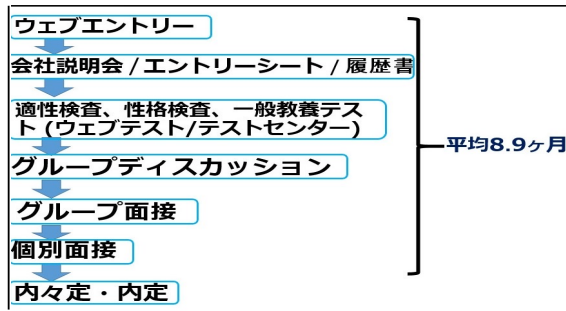 ウェブエントリー
会社説明会 / エントリーシート / 履歴書
適性検査、性格検査、一般教養テス
ト (ウェブテスト/テストセンター)
グループディスカッション
グループ面接
個別面接
内々定・内定
平均8.9ヶ月